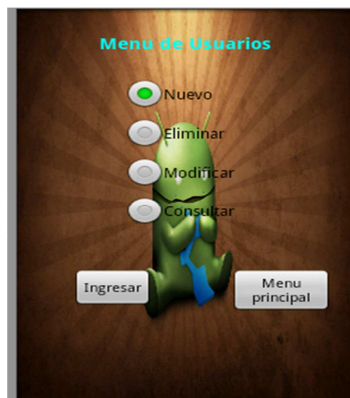 Menu de Usuarios
Nuevo
Eliminar
Modificar
Consultar
Ingresar
Menu
principal